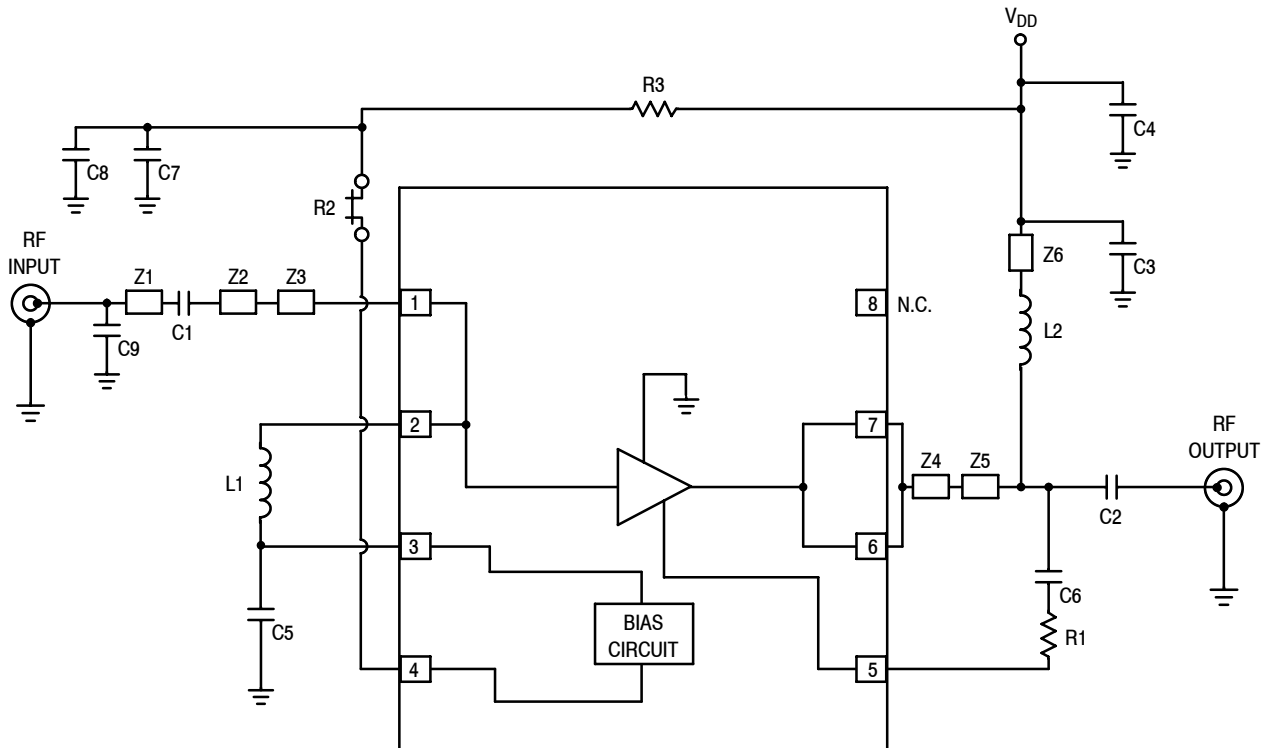 VDD
R3
C4
C8
C7
R2
RF
INPUT
Z1
Z2
Z3
Z6
C3
1
8
N.C.
C9
C1
L2
2
7
RF
OUTPUT
L1
Z4
Z5
C2
3
6
C5
BIAS
CIRCUIT
C6
R1
4
5